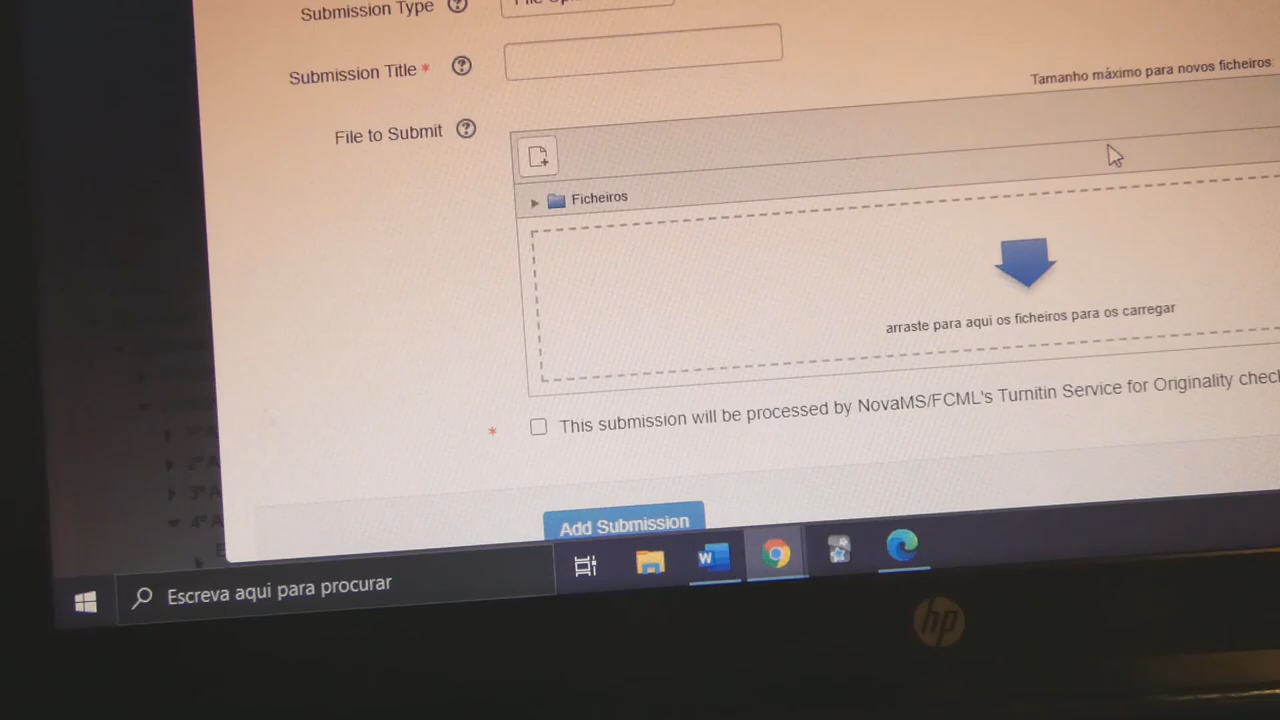 Submission Type
Submission Title *
Tamanho máximo para novos ficheiros:
File to Submit
Ficheiros
arraste para aqui os ficheiros para os carregar
* This submission will be processed by NovaMS/FCML's Turnitin Service for Originality chec
Add Submission
Escreva aqui para procurar
hp